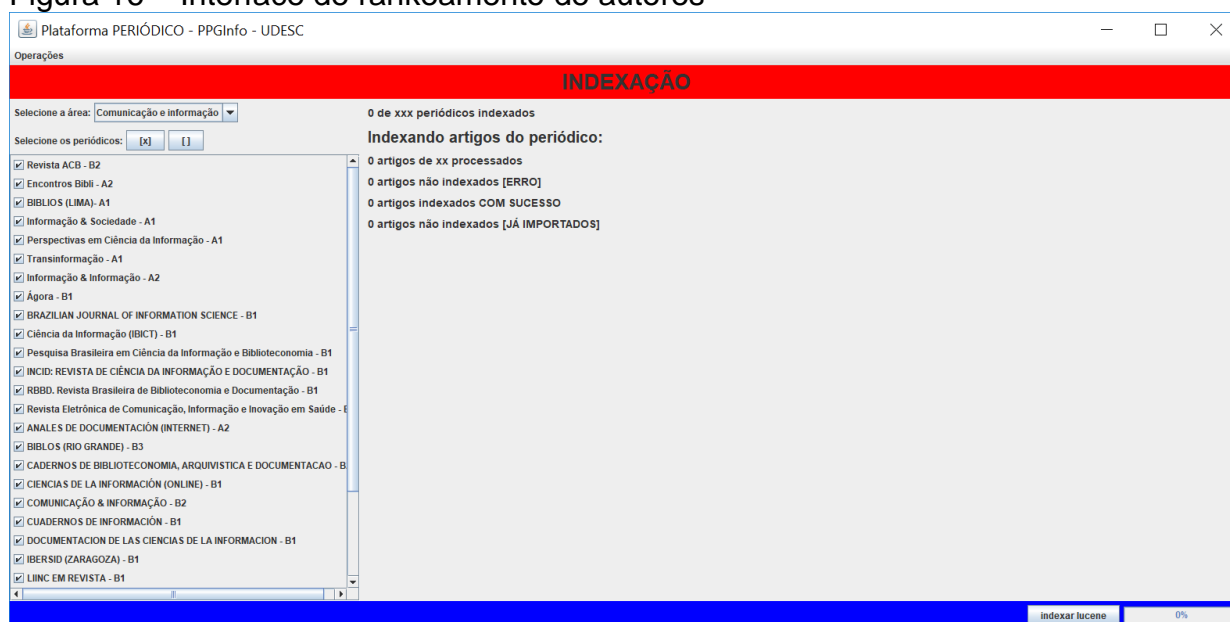 Plataforma PERIÓDICO - PPGInfo - UDESC
Operações
INDEXAÇÃO
Selecione a área: Comunicação e informação
Selecione os periódicos: [x] [ ]
Revista ACB - B2
Encontros Bibli - A2
BIBLIOS (LIMA)- A1
Informação & Sociedade - A1
Perspectivas em Ciência da Informação - A1
Transinformação - A1
Informação & Informação - A2
Ágora - B1
BRAZILIAN JOURNAL OF INFORMATION SCIENCE - B1
Ciência da Informação (IBICT) - B1
Pesquisa Brasileira em Ciência da Informação e Biblioteconomia - B1
INCID: REVISTA DE CIÊNCIA DA INFORMAÇÃO E DOCUMENTAÇÃO - B1
RBBD. Revista Brasileira de Biblioteconomia e Documentação - B1
Revista Eletrônica de Comunicação, Informação e Inovação em Saúde -
ANALES DE DOCUMENTACIÓN (INTERNET) - A2
BIBLOS (RIO GRANDE) - B3
CADERNOS DE BIBLIOTECONOMIA, ARQUIVISTICA E DOCUMENTACAO - B
CIENCIAS DE LA INFORMACIÓN (ONLINE) - B1
COMUNICAÇÃO & INFORMAÇÃO - B2
CUADERNOS DE INFORMACIÓN - B1
DOCUMENTACION DE LAS CIENCIAS DE LA INFORMACION - B1
IBERSID (ZARAGOZA) - B1
LIINC EM REVISTA - B1
0 de xxx periódicos indexados
Indexando artigos do periódico:
0 artigos de xx processados
0 artigos não indexados [ERRO]
0 artigos indexados COM SUCESSO
0 artigos não indexados [JÁ IMPORTADOS]
indexar lucene
0%